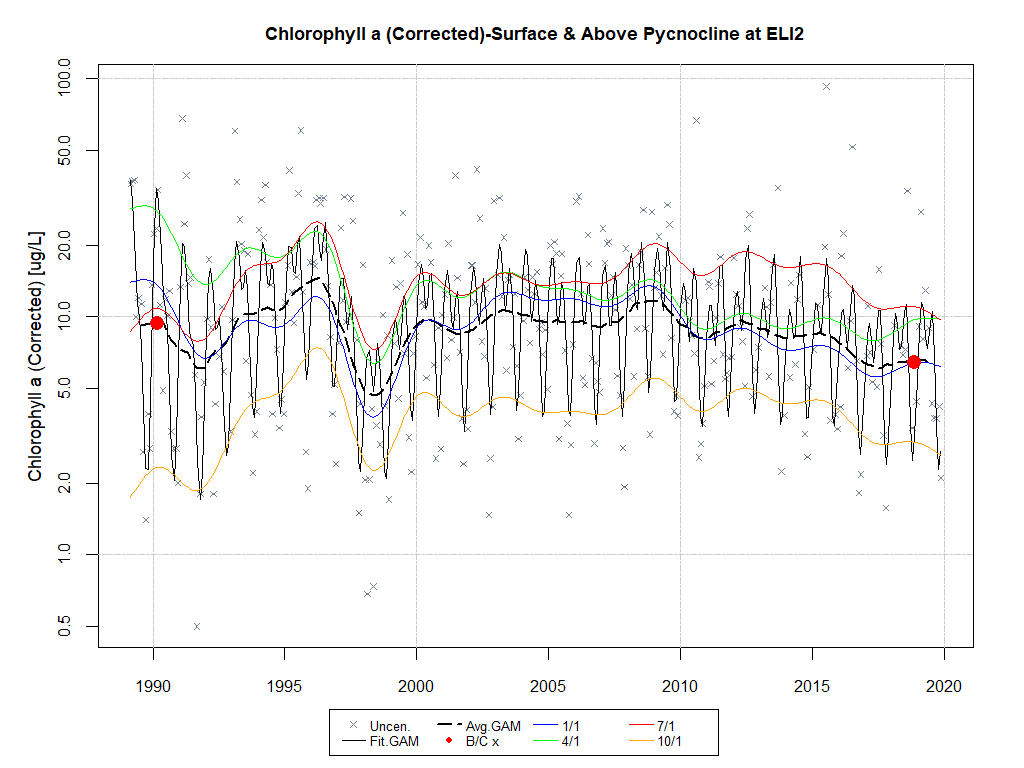 Chlorophyll a (Corrected)-Surface & Above Pycnocline at ELI2
Chlorophyll a (Corrected) [ug/L]
100.0
50.0
20.0
10.0
5.0
2.0
1.0
0.5
1990 1995 2000 2005 2010 2015 2020
Uncen. Avg.GAM 1/1 7/1
Fit.GAM B/C x 4/1 10/1